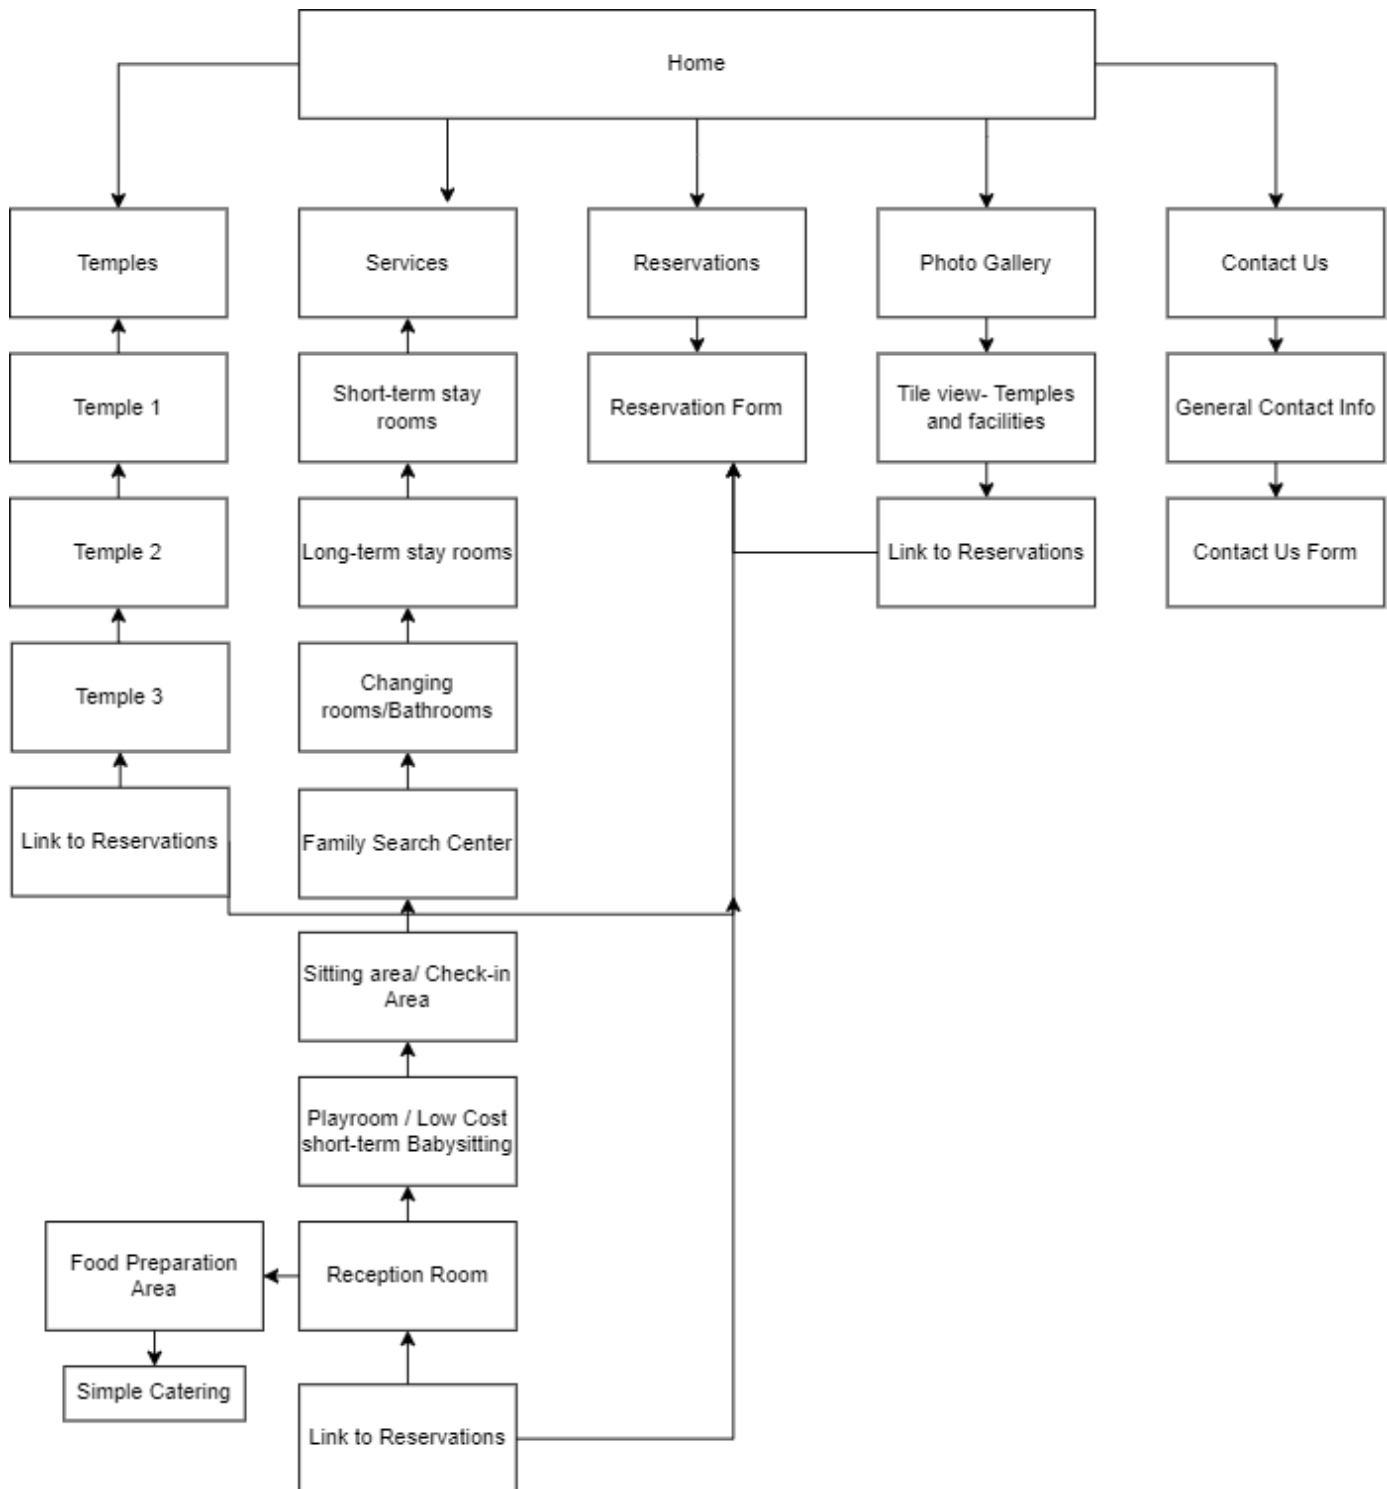 Home
Temples
Services
Reservations
Photo Gallery
Contact Us
Temple 1
Short-term stay
rooms
Reservation Form
Tile view- Temples
and facilities
General Contact Info
Temple 2
Long-term stay rooms
Link to Reservations
Contact Us Form
Temple 3
Changing
rooms/Bathrooms
Link to Reservations
Family Search Center
Sitting area/ Check-in
Area
Playroom / Low Cost
short-term Babysitting
Food Preparation
Area
Reception Room
Simple Catering
Link to Reservations